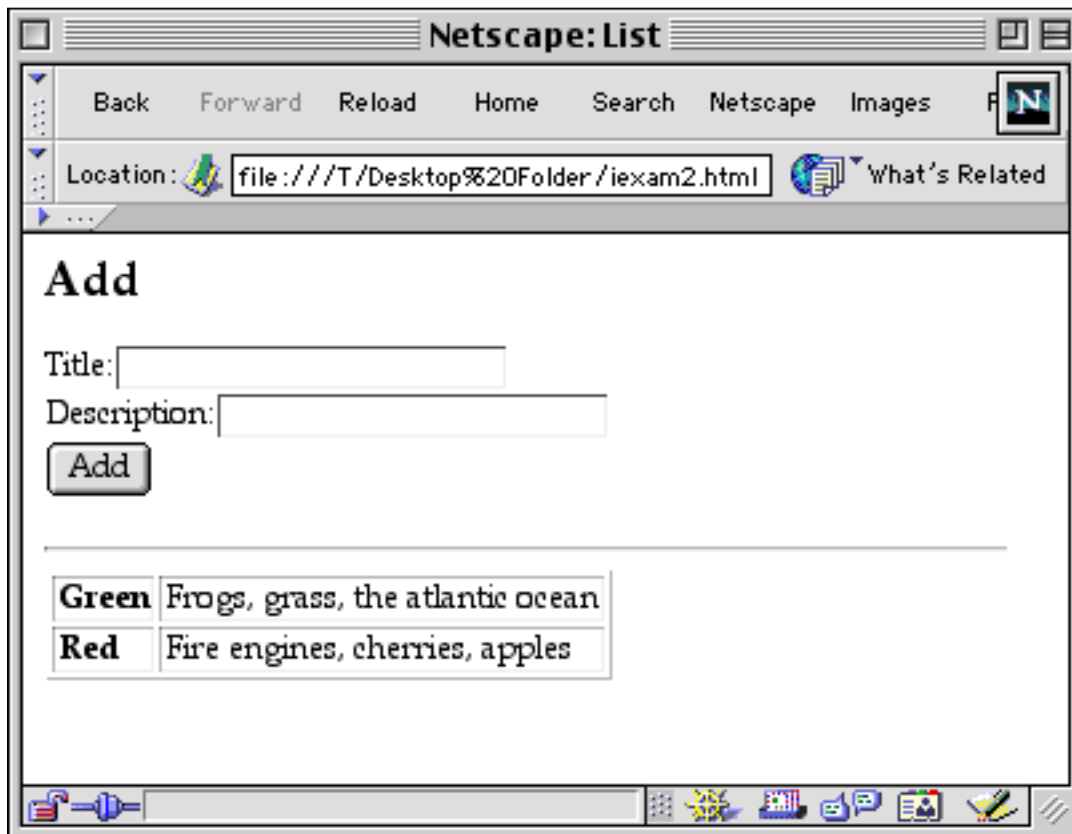 Netscape: List
Back Forward Reload Home Search Netscape Images
N
Location: file:///T/Desktop%20Folder/iexam2.html What's Related
...
Add
Title:
Description:
Add
Green Frogs, grass, the atlantic ocean
Red Fire engines, cherries, apples